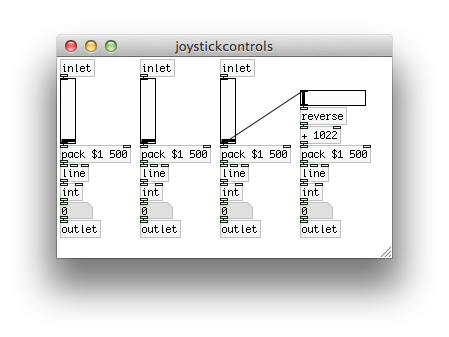 joystickcontrols
inlet inlet inlet
reverse
+ 1022
pack $1 500 pack $1 500 pack $1 500 pack $1 500
line line line line
int int int int
0 0 0 0
outlet outlet outlet outlet